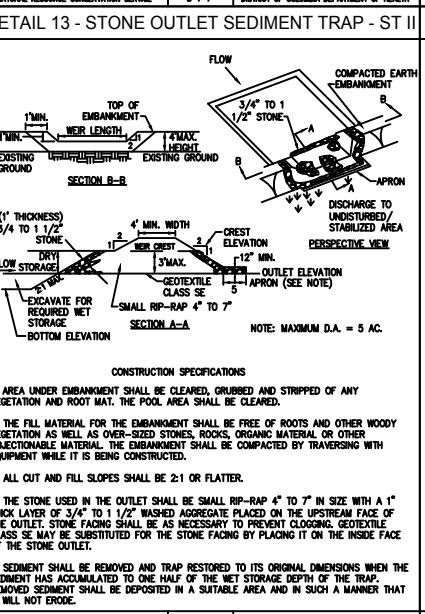 ETAIL 13 - STONE OUTLET SEDIMENT TRAP - ST II
FLOW
COMPACTED EARTH
EMBANKMENT
3/4" TO 1
1/2" STONE
A
B
B
A
APRON
DISCHARGE TO
UNDISTURBED/
STABILIZED AREA
PERSPECTIVE VIEW
1'MIN.
TOP OF
EMBANKMENT
1'MIN.
WEIR LENGTH
1
2
4'MAX.
HEIGHT
EXISTING
GROUND
EXISTING GROUND
SECTION B-B
(1' THICKNESS)
3/4 TO 1 1/2"
STONE
4' MIN. WIDTH
2
1
WEIR CREST
2
1
CREST
ELEVATION
DRY
STORAGE
3'MAX.
12" MIN.
LOW
OUTLET ELEVATION
2:1 MAX.
GEOTEXTILE
CLASS SE
5
APRON (SEE NOTE)
EXCAVATE FOR
REQUIRED WET
STORAGE
SMALL RIP-RAP 4" TO 7"
BOTTOM ELEVATION
SECTION A-A
NOTE: MAXIMUM D.A. = 5 AC.
CONSTRUCTION SPECIFICATIONS
AREA UNDER EMBANKMENT SHALL BE CLEARED, GRUBBED AND STRIPPED OF ANY
EGETATION AND ROOT MAT. THE POOL AREA SHALL BE CLEARED.
THE FILL MATERIAL FOR THE EMBANKMENT SHALL BE FREE OF ROOTS AND OTHER WOODY
EGETATION AS WELL AS OVER-SIZED STONES, ROCKS, ORGANIC MATERIAL OR OTHER
BJECTIONABLE MATERIAL. THE EMBANKMENT SHALL BE COMPACTED BY TRAVERSING WITH
QUIPMENT WHILE IT IS BEING CONSTRUCTED.
ALL CUT AND FILL SLOPES SHALL BE 2:1 OR FLATTER.
THE STONE USED IN THE OUTLET SHALL BE SMALL RIP-RAP 4" TO 7" IN SIZE WITH A 1"
HICK LAYER OF 3/4" TO 1 1/2" WASHED AGGREGATE PLACED ON THE UPSTREAM FACE OF
HE OUTLET. STONE FACING SHALL BE AS NECESSARY TO PREVENT CLOGGING. GEOTEXTILE
LASS SE MAY BE SUBSTITUTED FOR THE STONE FACING BY PLACING IT ON THE INSIDE FACE
F THE STONE OUTLET.
SEDIMENT SHALL BE REMOVED AND TRAP RESTORED TO ITS ORIGINAL DIMENSIONS WHEN THE
EDIMENT HAS ACCUMULATED TO ONE HALF OF THE WET STORAGE DEPTH OF THE TRAP.
EMOVED SEDIMENT SHALL BE DEPOSITED IN A SUITABLE AREA AND IN SUCH A MANNER THAT
WILL NOT ERODE.